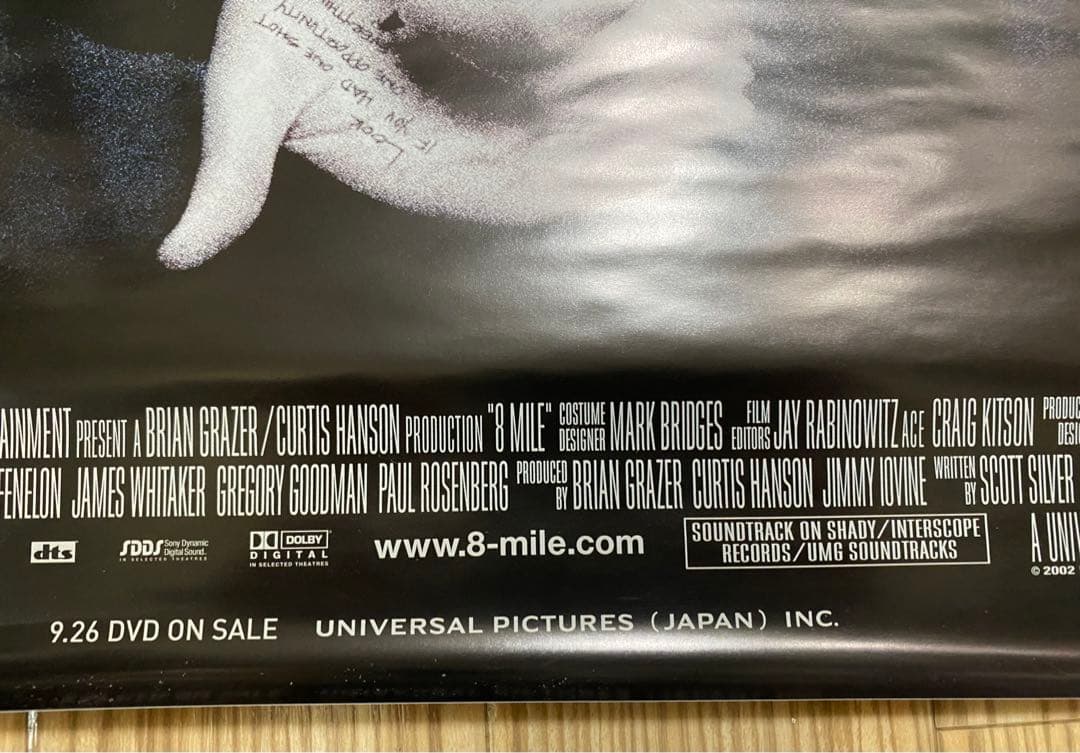 LOOK
IF YOU HAD ONE SHOT
ONE OPPORTUNITY
AINMENT PRESENT A BRIAN GRAZER/CURTIS HANSON PRODUCTION "8 MILE" COSTUME DESIGNER MARK BRIDGES FILM EDITORS JAY RABINOWITZ ACE CRAIG KITSON
FENELON JAMES WHITAKER GREGORY GOODMAN PAUL ROSENBERG PRODUCED BY BRIAN GRAZER CURTIS HANSON JIMMY IOVINE WRITTEN BY SCOTT SILVER
dts
SDDS Sony Dynamic
Digital Sound.
IN SELECTED THEATRES
DOLBY
DIGITAL
IN SELECTED THEATRES
www.8-mile.com
SOUNDTRACK ON SHADY/INTERSCOPE
RECORDS/UMG SOUNDTRACKS
A UNI
© 2002
9.26 DVD ON SALE UNIVERSAL PICTURES (JAPAN) INC.